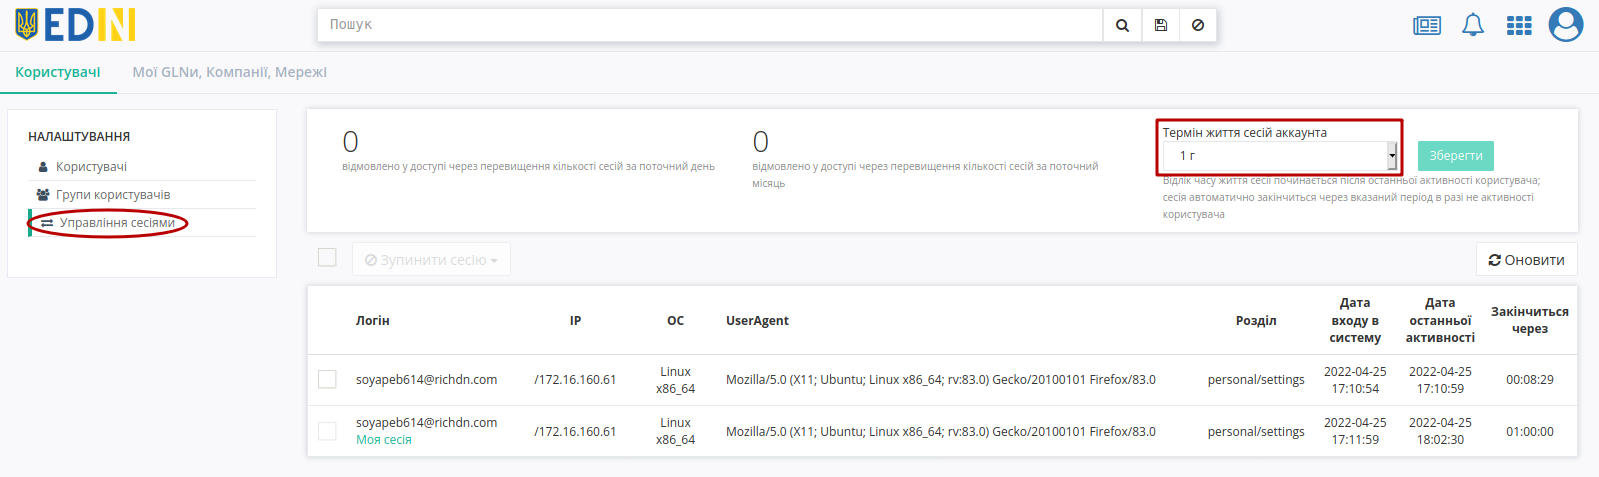 EDIN
Пошук
Користувачі
Мої GLNи, Компанії, Мережі
НАЛАШТУВАННЯ
Користувачі
Групи користувачів
Управління сесіями
0
відмовлено у доступі через перевищення кількості сесій за поточний день
0
відмовлено у доступі через перевищення кількості сесій за поточний
місяць
Термін життя сесій аккаунта
1 г
Зберегти
Відлік часу життя сесії починається після останньої активності користувача;
сесія автоматично закінчиться через вказаний період в разі не активності
користувача
Зупинити сесію
Оновити
Логін IP ОС UserAgent Розділ Дата входу в систему Дата останньої активності Закінчиться через
soyapeb614@richdn.com /172.16.160.61 Linux x86_64 Mozilla/5.0 (X11; Ubuntu; Linux x86_64; rv:83.0) Gecko/20100101 Firefox/83.0 personal/settings 2022-04-25 17:10:54 2022-04-25 17:10:59 00:08:29
soyapeb614@richdn.com Моя сесія /172.16.160.61 Linux x86_64 Mozilla/5.0 (X11; Ubuntu; Linux x86_64; rv:83.0) Gecko/20100101 Firefox/83.0 personal/settings 2022-04-25 17:11:59 2022-04-25 18:02:30 01:00:00